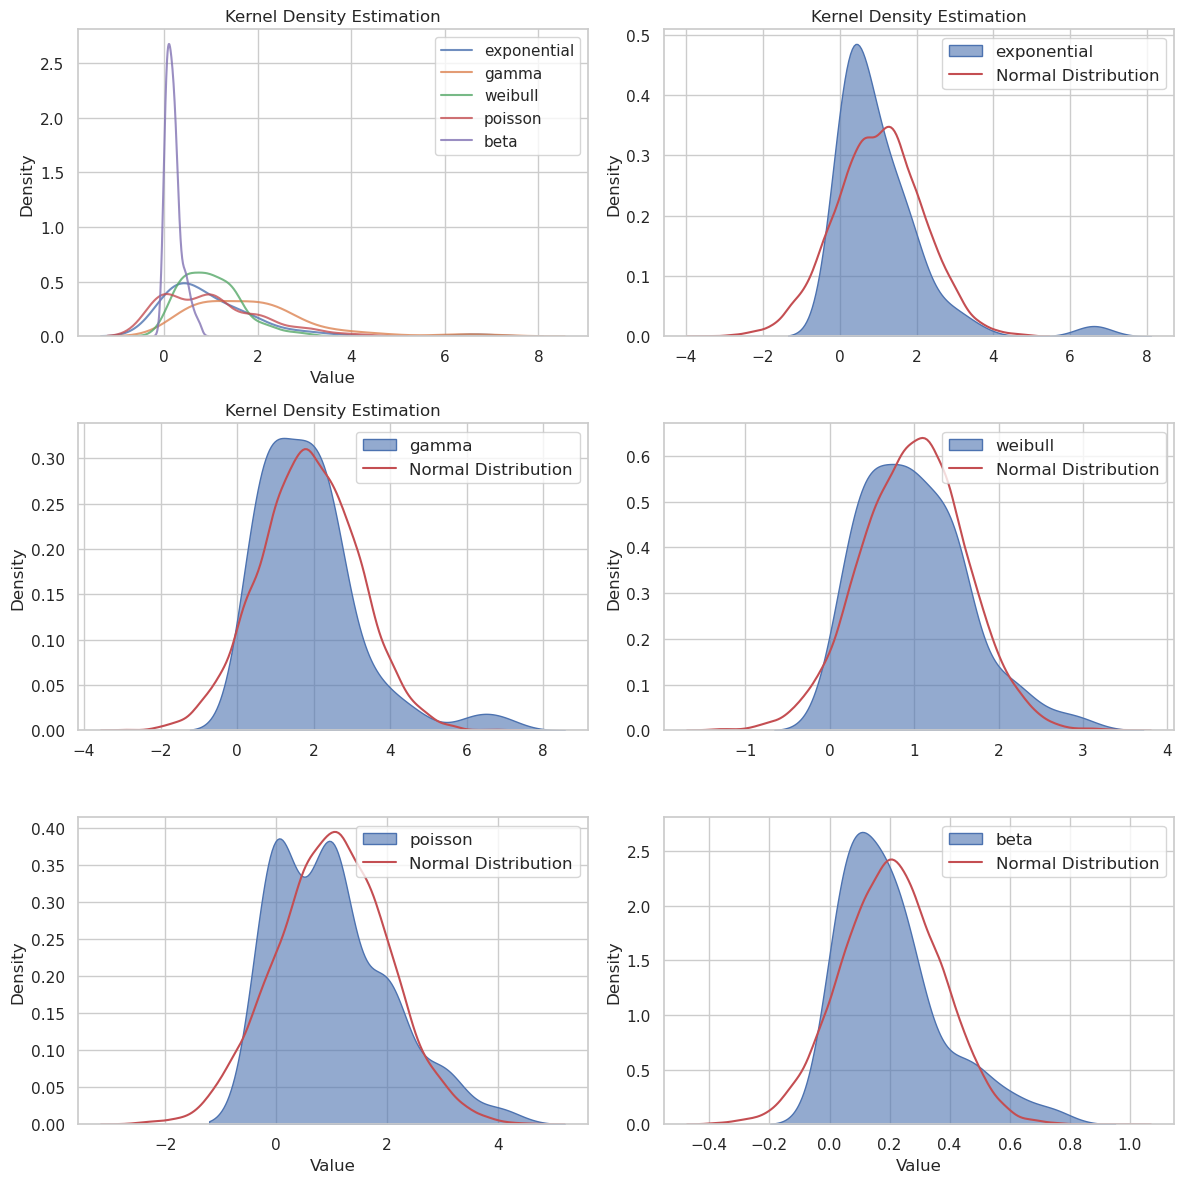 Kernel Density Estimation
exponential
gamma
weibull
poisson
beta
Density
2.5
2.0
1.5
1.0
0.5
0.0
0 2 4 6 8
Value
Kernel Density Estimation
exponential
Normal Distribution
Density
0.5
0.4
0.3
0.2
0.1
0.0
−4 −2 0 2 4 6 8
Kernel Density Estimation
gamma
Normal Distribution
Density
0.30
0.25
0.20
0.15
0.10
0.05
0.00
−4 −2 0 2 4 6 8
weibull
Normal Distribution
Density
0.6
0.5
0.4
0.3
0.2
0.1
0.0
−1 0 1 2 3 4
poisson
Normal Distribution
Density
0.40
0.35
0.30
0.25
0.20
0.15
0.10
0.05
0.00
−2 0 2 4
Value
beta
Normal Distribution
Density
2.5
2.0
1.5
1.0
0.5
0.0
−0.4 −0.2 0.0 0.2 0.4 0.6 0.8 1.0
Value